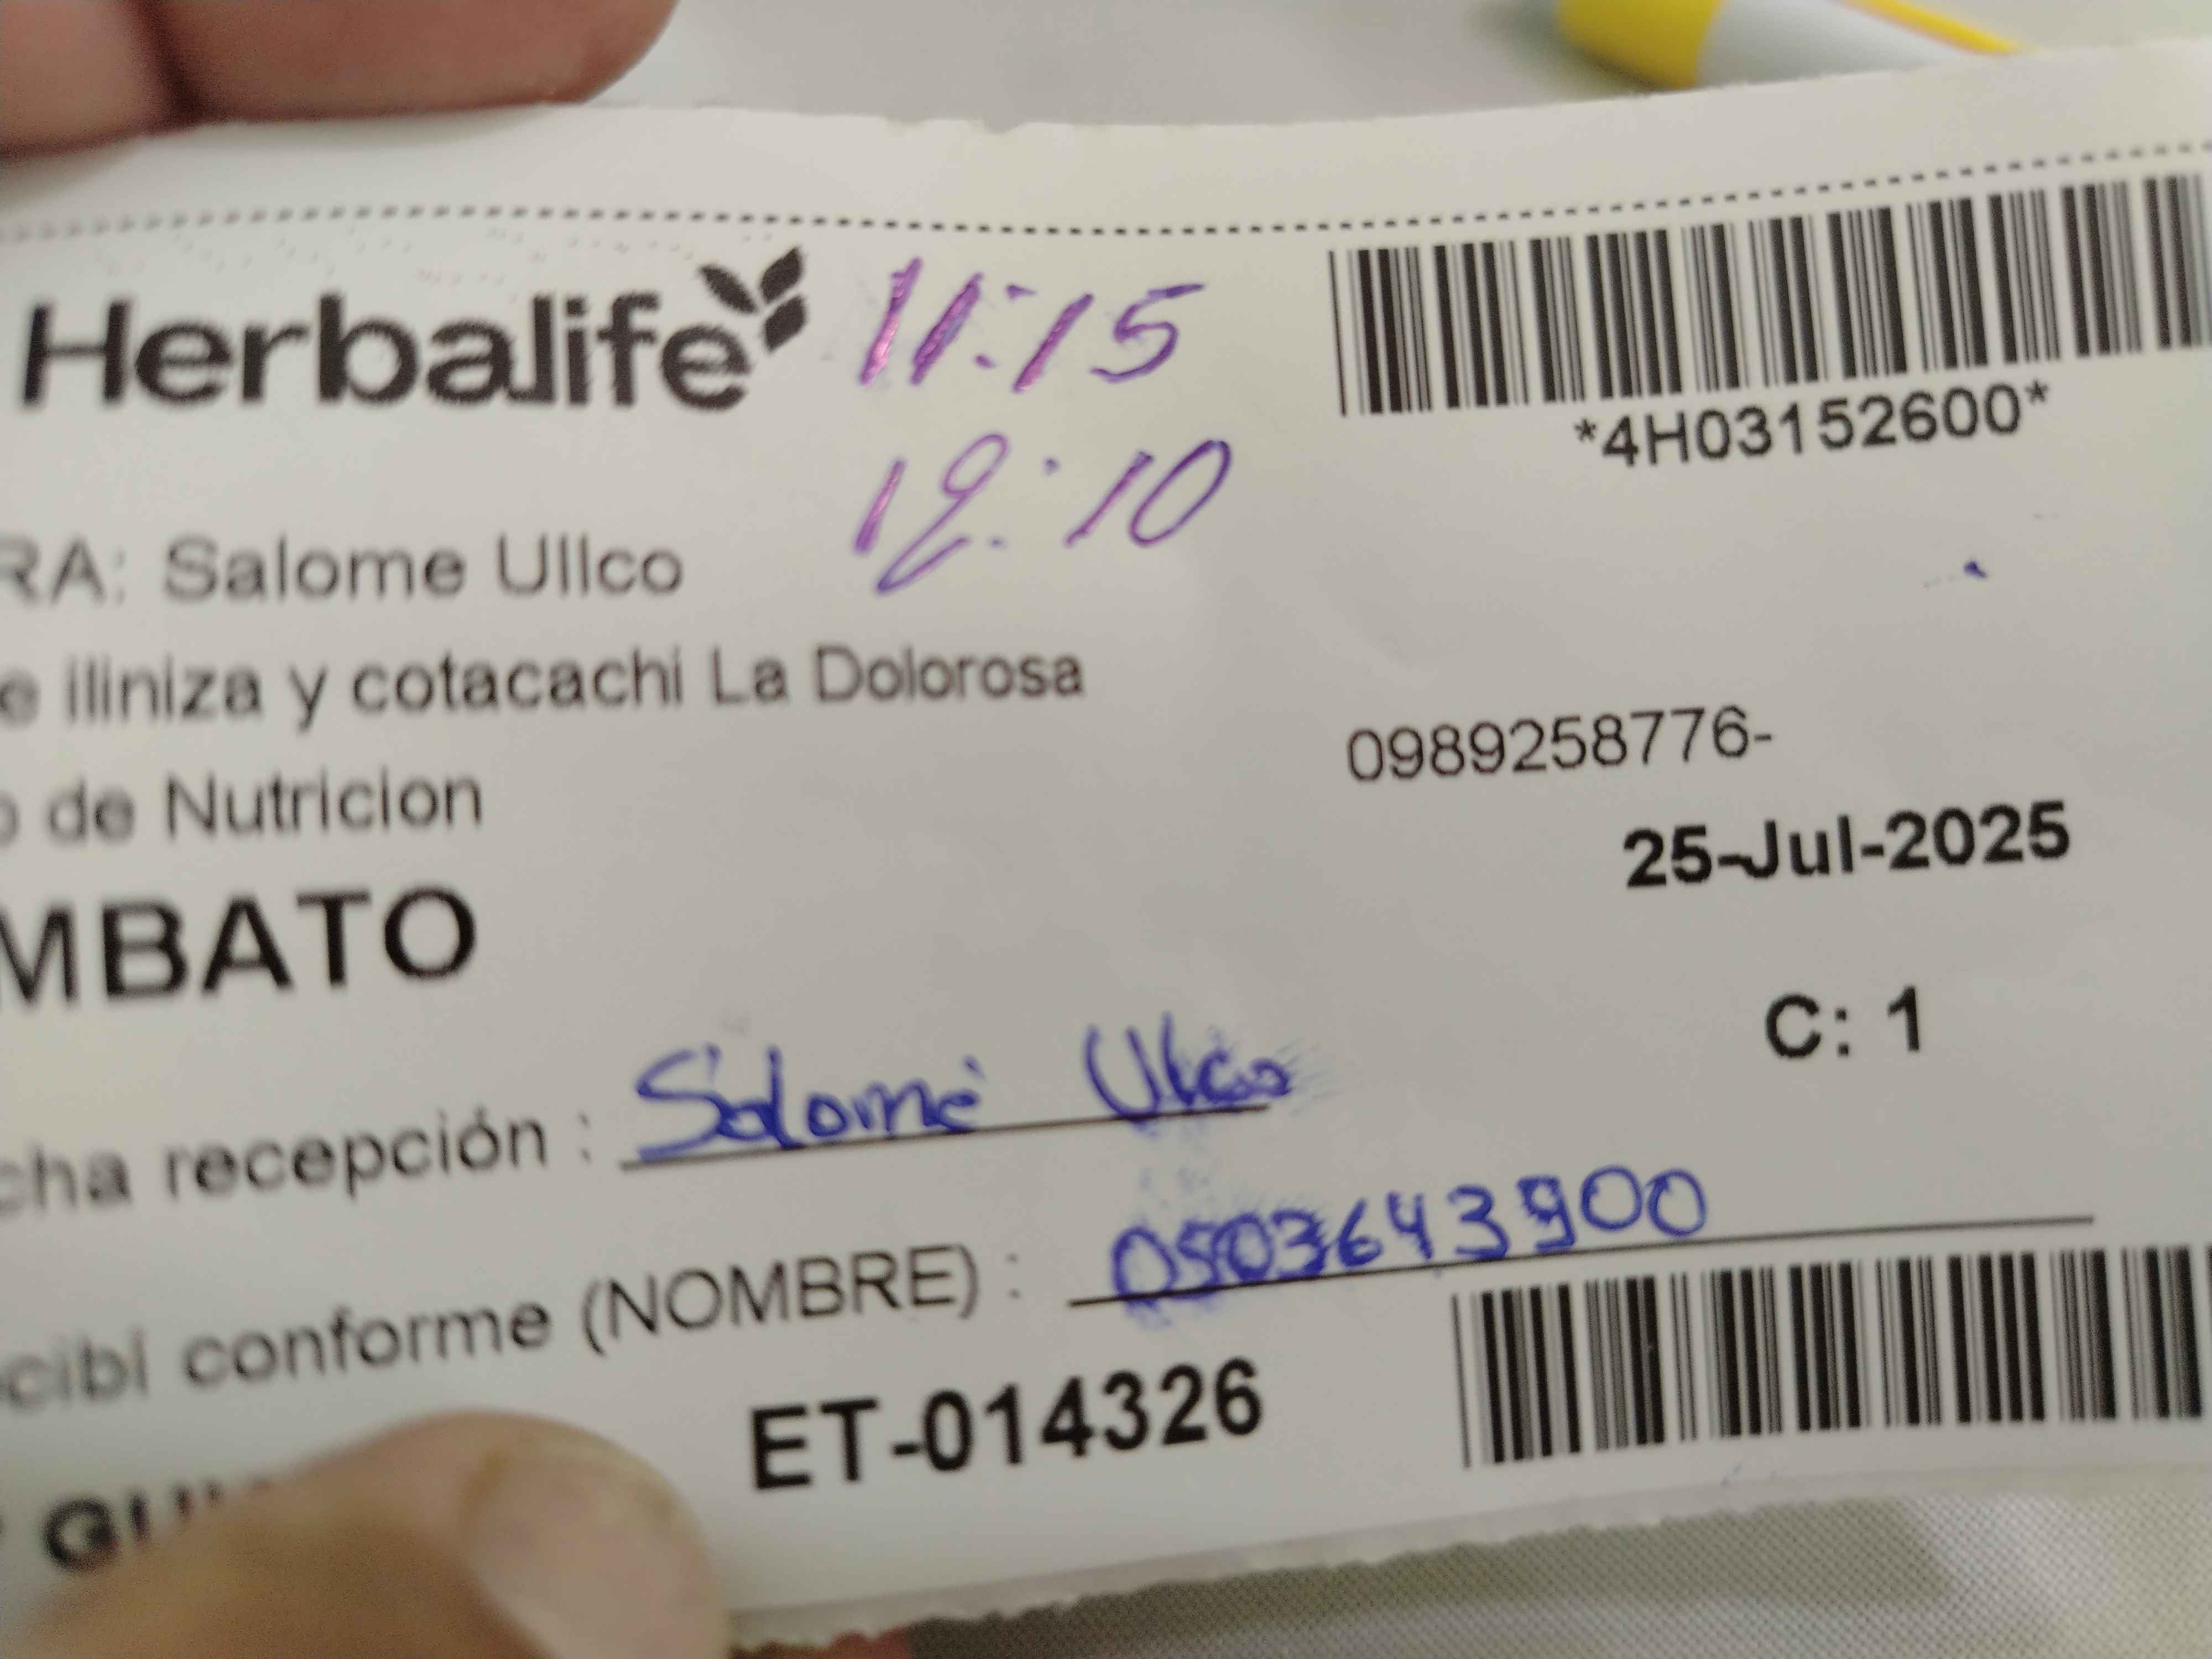 Herbalife 11:15
*4H03152600*
12:10
RA: Salome Ullco
e iliniza y cotacachi La Dolorosa
0989258776-
o de Nutricion
25-Jul-2025
MBATO
C: 1
cha recepción : Salomé Ulco
cibí conforme (NOMBRE) : 0503643900
ET-014326